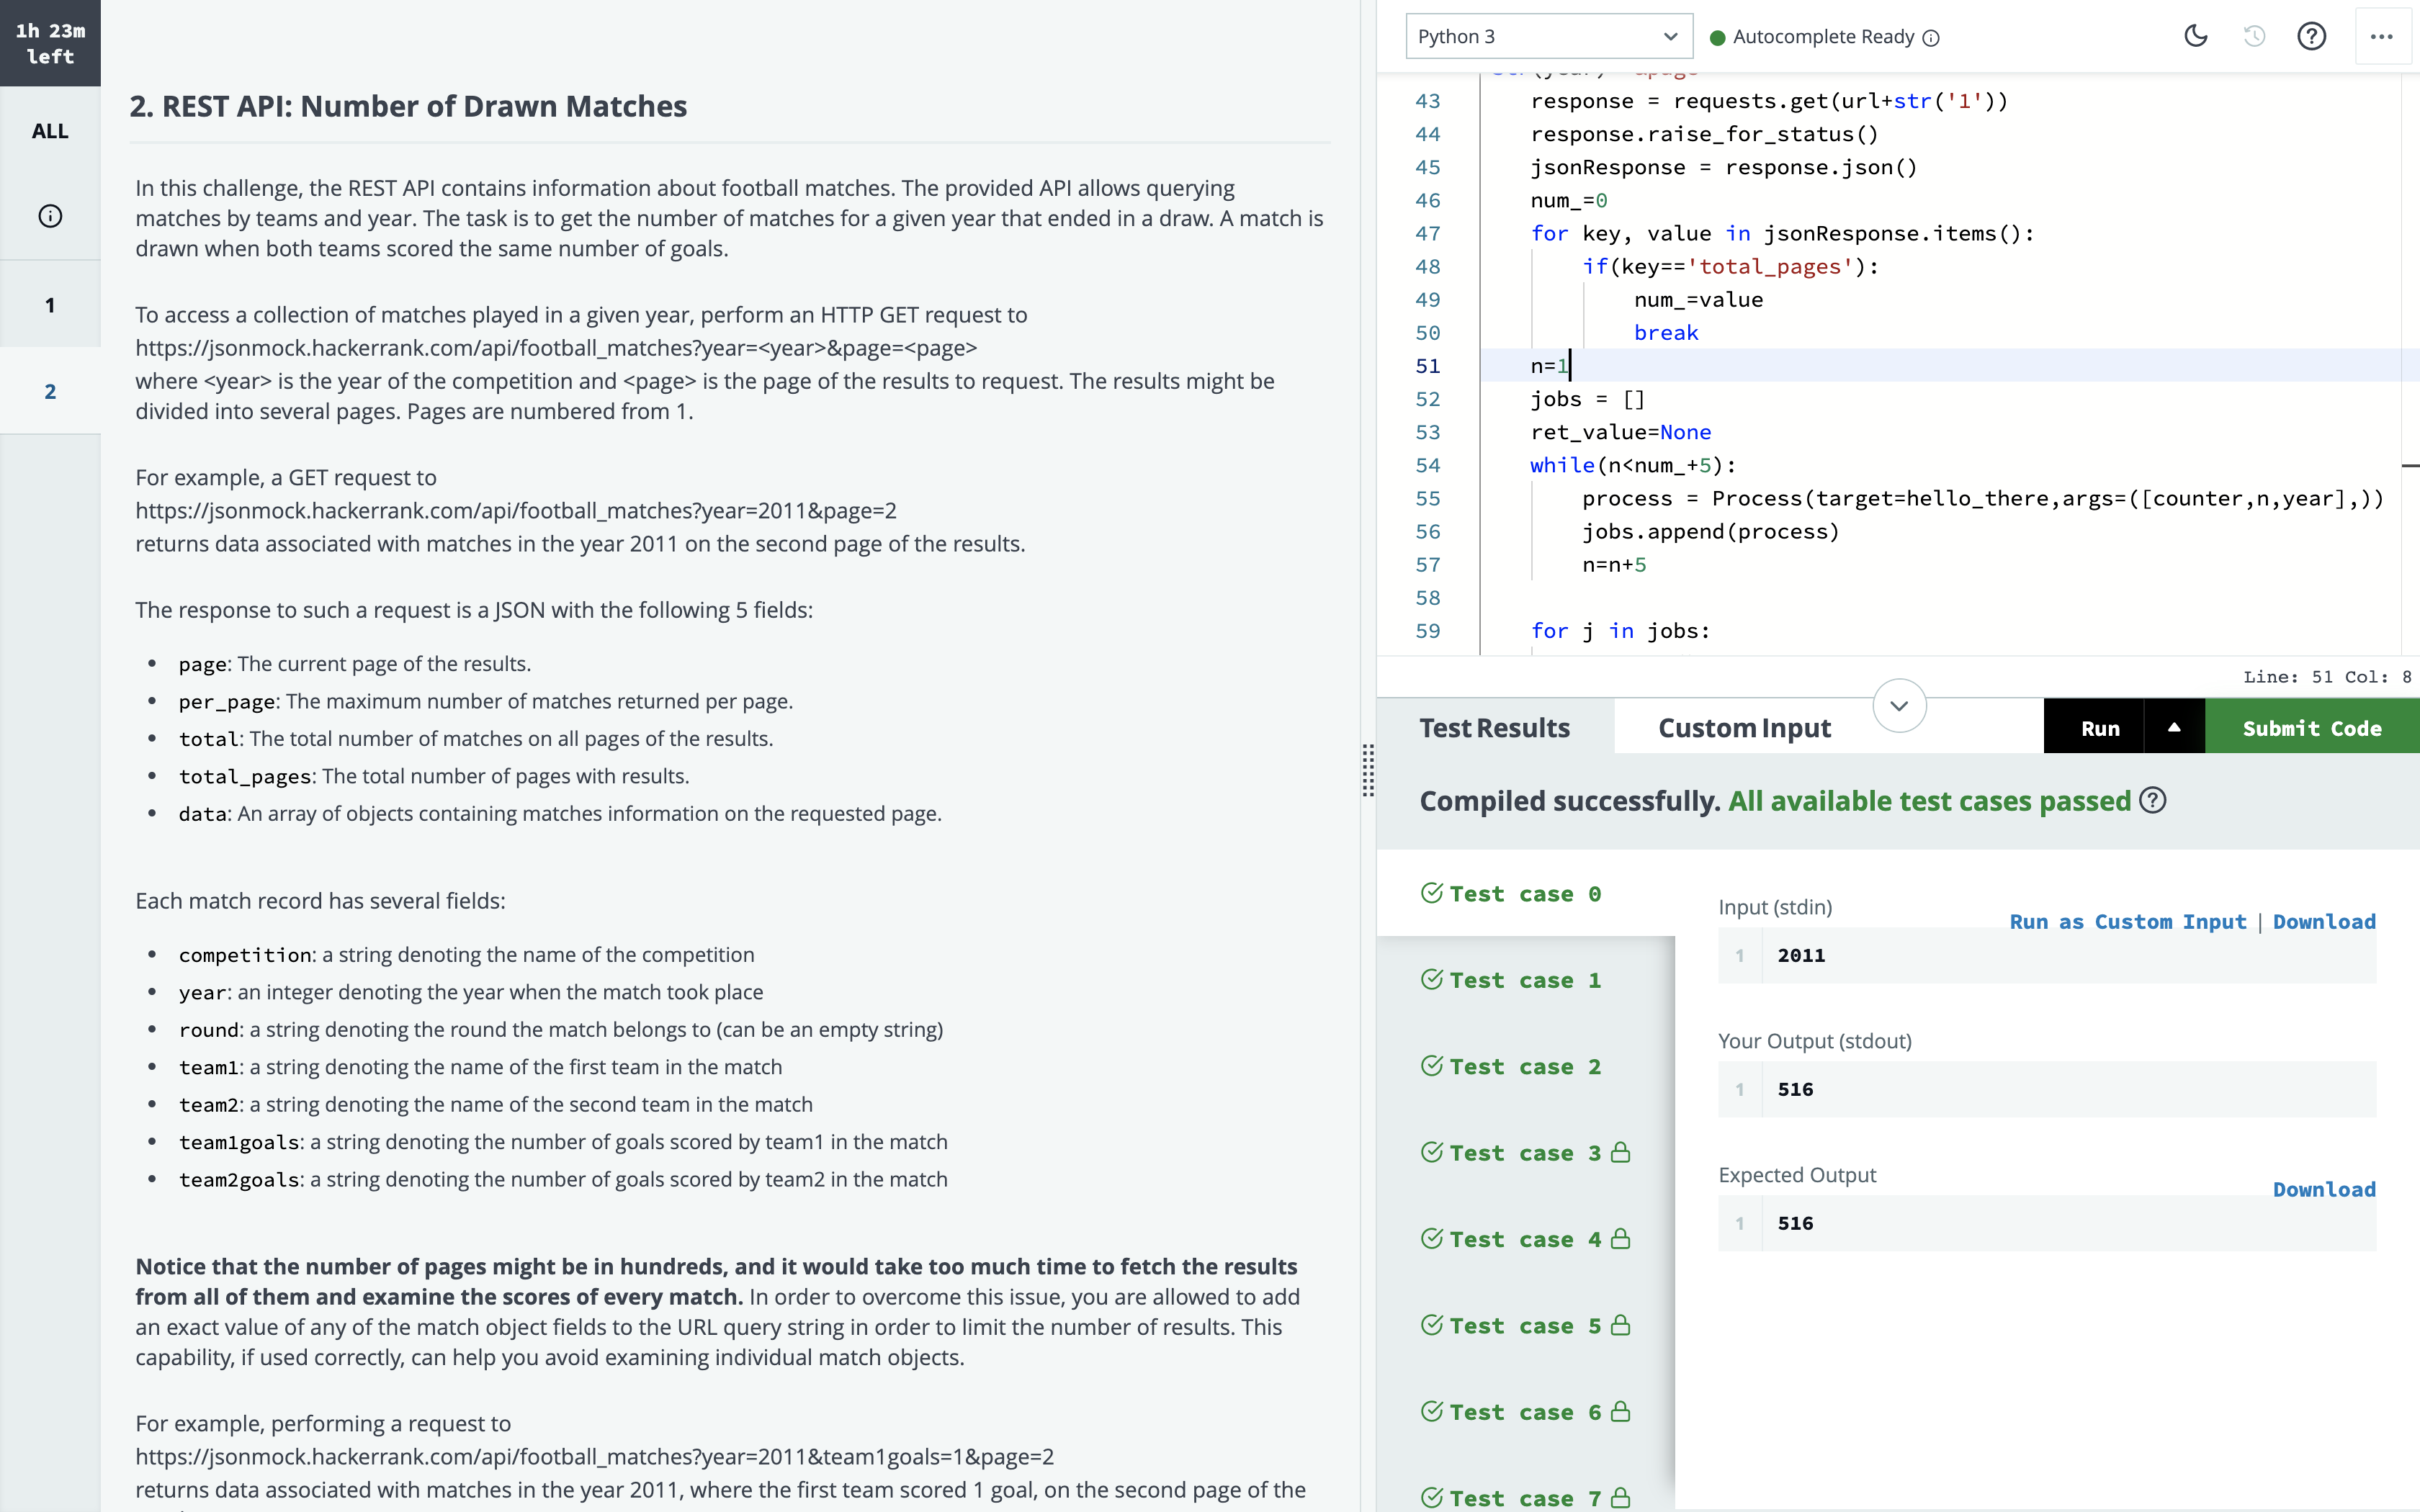 1h 23m
left
ALL
1
2
2. REST API: Number of Drawn Matches
In this challenge, the REST API contains information about football matches. The provided API allows querying
matches by teams and year. The task is to get the number of matches for a given year that ended in a draw. A match is
drawn when both teams scored the same number of goals.
To access a collection of matches played in a given year, perform an HTTP GET request to
https://jsonmock.hackerrank.com/api/football_matches?year=<year>&page=<page>
where <year> is the year of the competition and <page> is the page of the results to request. The results might be
divided into several pages. Pages are numbered from 1.
For example, a GET request to
https://jsonmock.hackerrank.com/api/football_matches?year=2011&page=2
returns data associated with matches in the year 2011 on the second page of the results.
The response to such a request is a JSON with the following 5 fields:
• page: The current page of the results.
• per_page: The maximum number of matches returned per page.
• total: The total number of matches on all pages of the results.
• total_pages: The total number of pages with results.
• data: An array of objects containing matches information on the requested page.
Each match record has several fields:
• competition: a string denoting the name of the competition
• year: an integer denoting the year when the match took place
• round: a string denoting the round the match belongs to (can be an empty string)
• team1: a string denoting the name of the first team in the match
• team2: a string denoting the name of the second team in the match
• team1goals: a string denoting the number of goals scored by team1 in the match
• team2goals: a string denoting the number of goals scored by team2 in the match
Notice that the number of pages might be in hundreds, and it would take too much time to fetch the results
from all of them and examine the scores of every match. In order to overcome this issue, you are allowed to add
an exact value of any of the match object fields to the URL query string in order to limit the number of results. This
capability, if used correctly, can help you avoid examining individual match objects.
For example, performing a request to
https://jsonmock.hackerrank.com/api/football_matches?year=2011&team1goals=1&page=2
returns data associated with matches in the year 2011, where the first team scored 1 goal, on the second page of the
Python 3
Autocomplete Ready
43 response = requests.get(url+str('1'))
44 response.raise_for_status()
45 jsonResponse = response.json()
46 num_=0
47 for key, value in jsonResponse.items():
48 if(key=='total_pages'):
49 num_=value
50 break
51 n=1
52 jobs = []
53 ret_value=None
54 while(n<num_+5):
55 process = Process(target=hello_there,args=([counter,n,year],))
56 jobs.append(process)
57 n=n+5
58
59 for j in jobs:
Line: 51 Col: 8
Test Results
Custom Input
Run
Submit Code
Compiled successfully. All available test cases passed
Test case 0
Test case 1
Test case 2
Test case 3
Test case 4
Test case 5
Test case 6
Test case 7
Input (stdin)
Run as Custom Input | Download
1 2011
Your Output (stdout)
1 516
Expected Output
Download
1 516